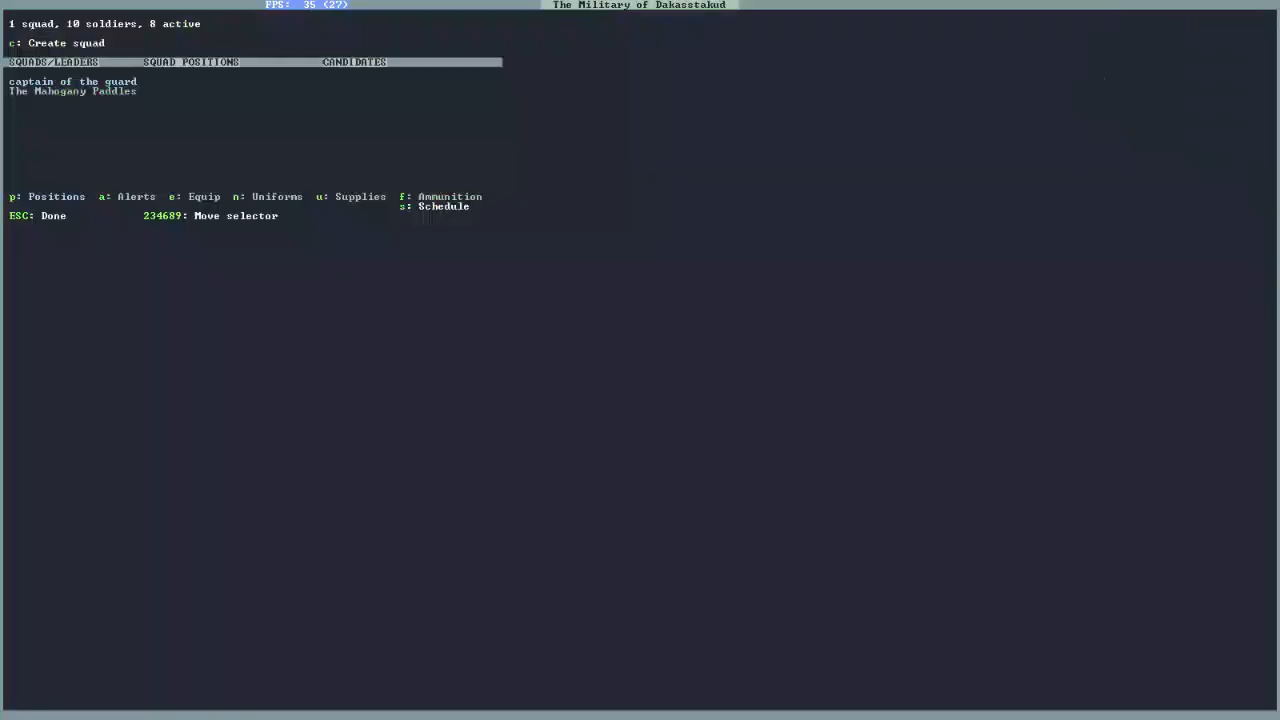 FPS: 35 (27)
The Military of Dakasstakud
1 squad, 10 soldiers, 8 active
c: Create squad
SQUADS/LEADERS SQUAD POSITIONS CANDIDATES
captain of the guard
The Mahogany Paddles
p: Positions a: Alerts e: Equip n: Uniforms u: Supplies f: Ammunition
s: Schedule
ESC: Done 234689: Move selector